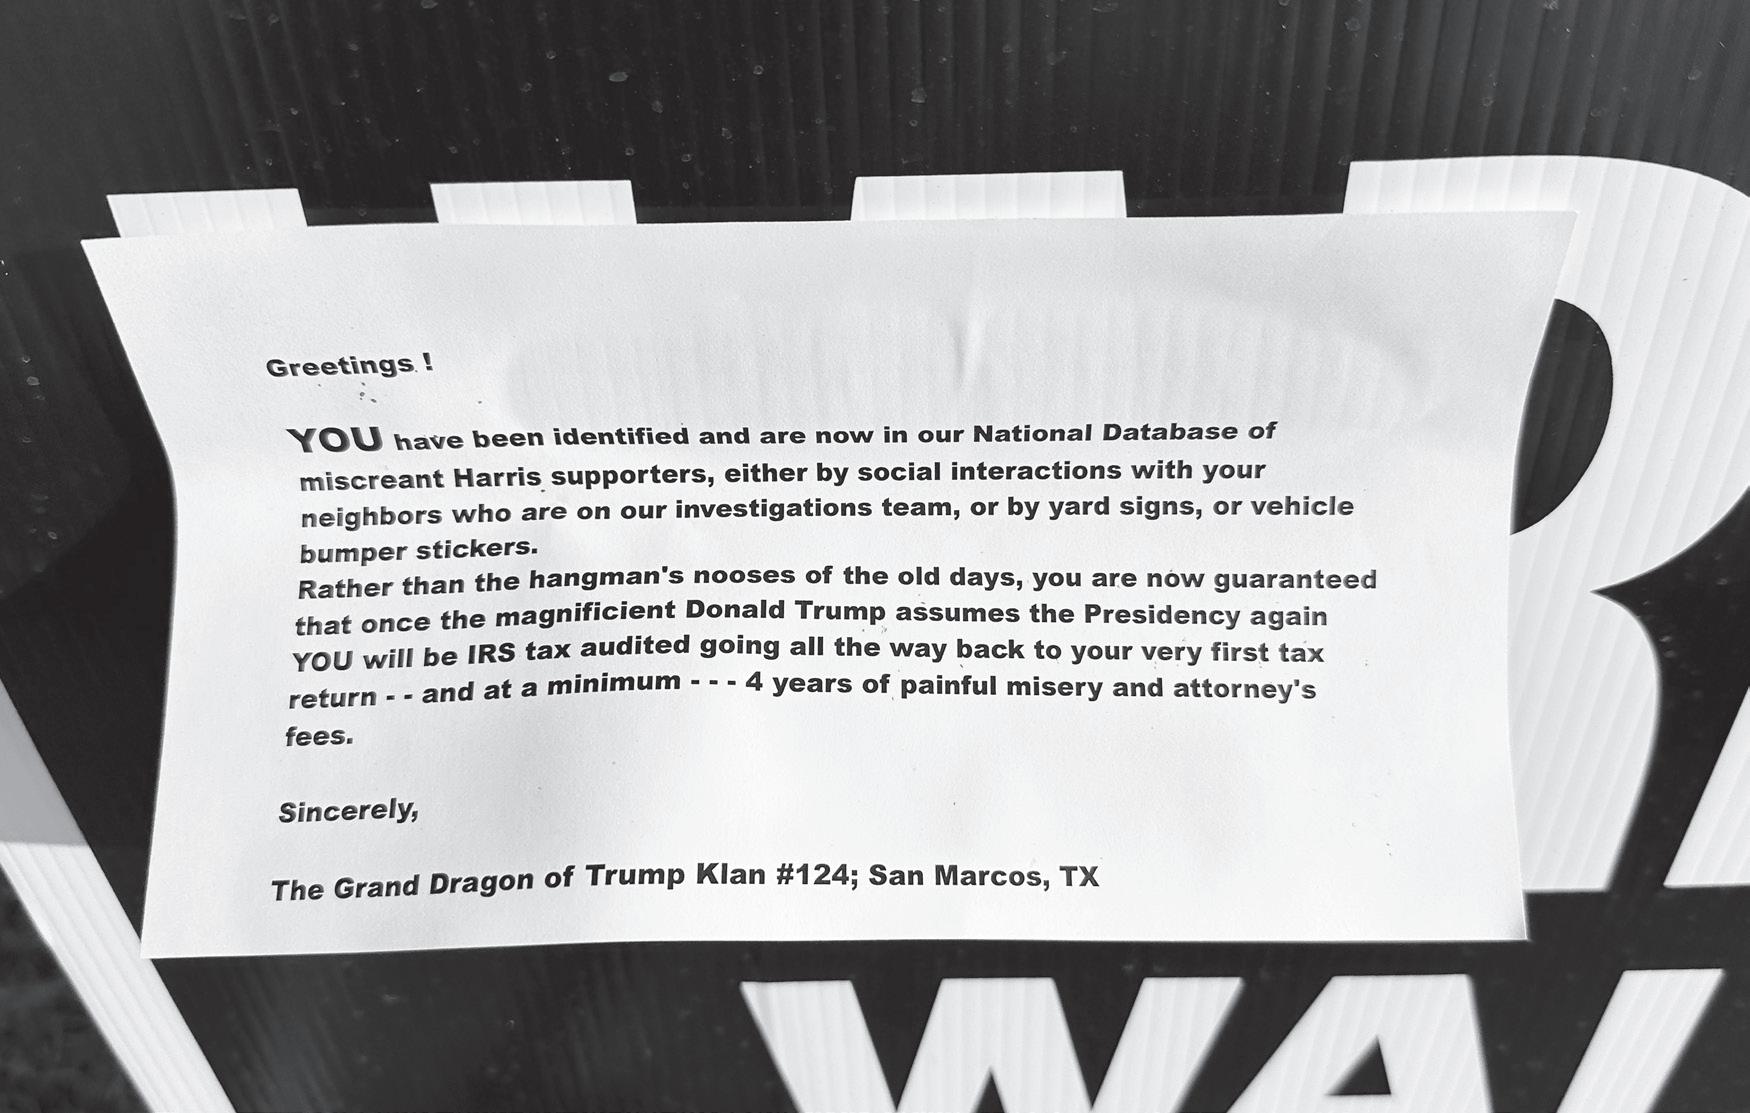 Greetings !
YOU have been identified and are now in our National Database of
miscreant Harris supporters, either by social interactions with your
neighbors who are on our investigations team, or by yard signs, or vehicle
bumper stickers.
Rather than the hangman's nooses of the old days, you are now guaranteed
that once the magnificient Donald Trump assumes the Presidency again
YOU will be IRS tax audited going all the way back to your very first tax
return - - and at a minimum - - - 4 years of painful misery and attorney's
fees.
Sincerely,
The Grand Dragon of Trump Klan #124; San Marcos, TX